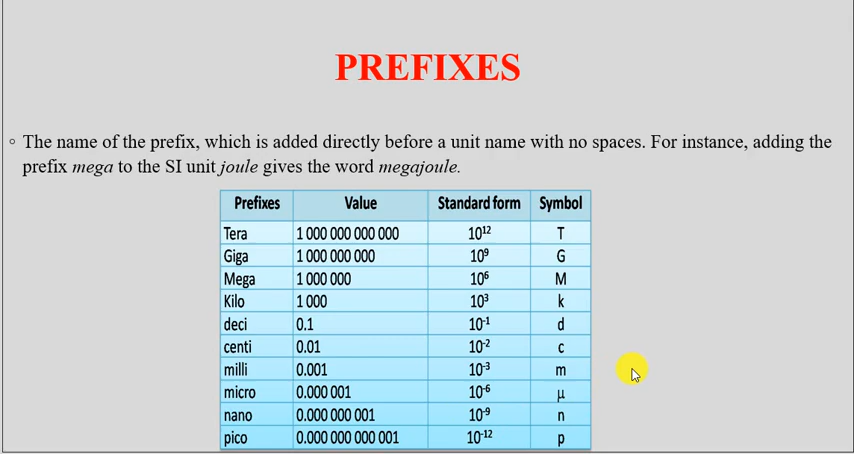 PREFIXES
◦ The name of the prefix, which is added directly before a unit name with no spaces. For instance, adding the
prefix mega to the SI unit joule gives the word megajoule.
Prefixes Value Standard form Symbol
Tera 1 000 000 000 000 10¹² T
Giga 1 000 000 000 10⁹ G
Mega 1 000 000 10⁶ M
Kilo 1 000 10³ k
deci 0.1 10⁻¹ d
centi 0.01 10⁻² c
milli 0.001 10⁻³ m
micro 0.000 001 10⁻⁶ μ
nano 0.000 000 001 10⁻⁹ n
pico 0.000 000 000 001 10⁻¹² p